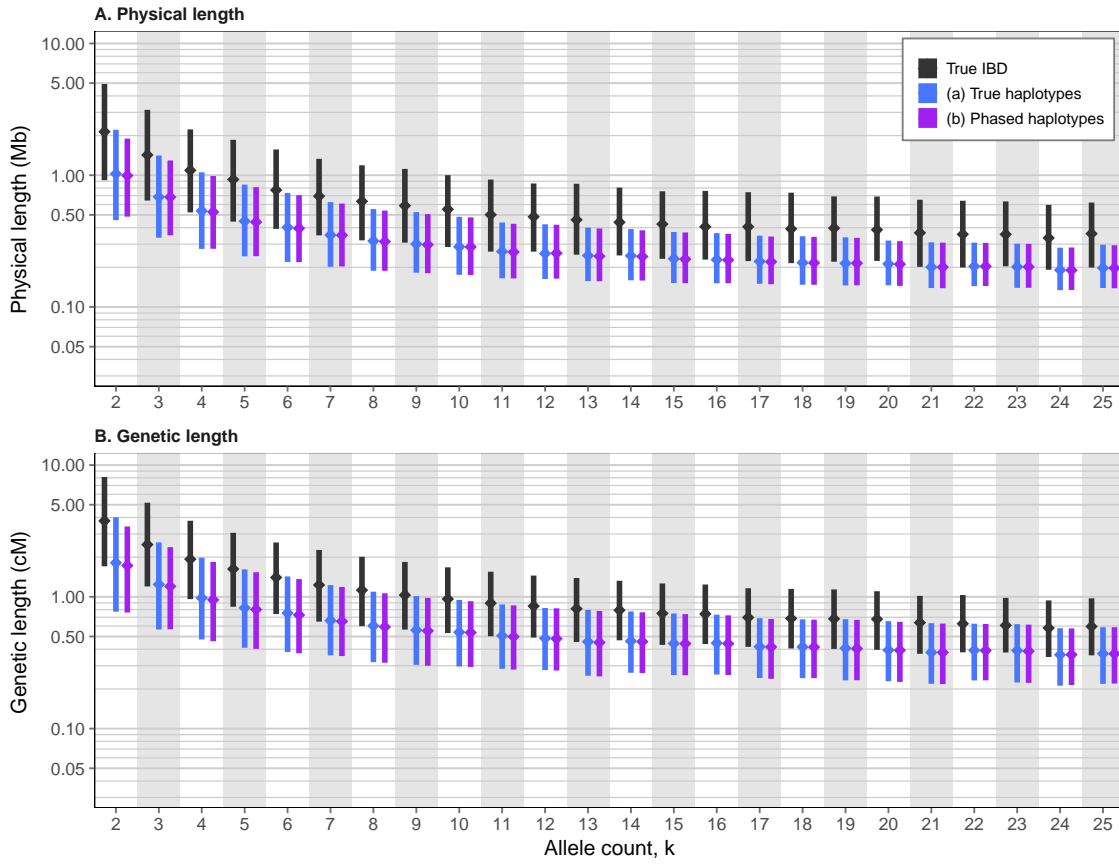 A. Physical length
10.00
5.00
1.00
0.50
0.10
0.05
Physical length (Mb)
True IBD
(a) True haplotypes
(b) Phased haplotypes
2 3 4 5 6 7 8 9 10 11 12 13 14 15 16 17 18 19 20 21 22 23 24 25
B. Genetic length
10.00
5.00
1.00
0.50
0.10
0.05
Genetic length (cM)
2 3 4 5 6 7 8 9 10 11 12 13 14 15 16 17 18 19 20 21 22 23 24 25
Allele count, k